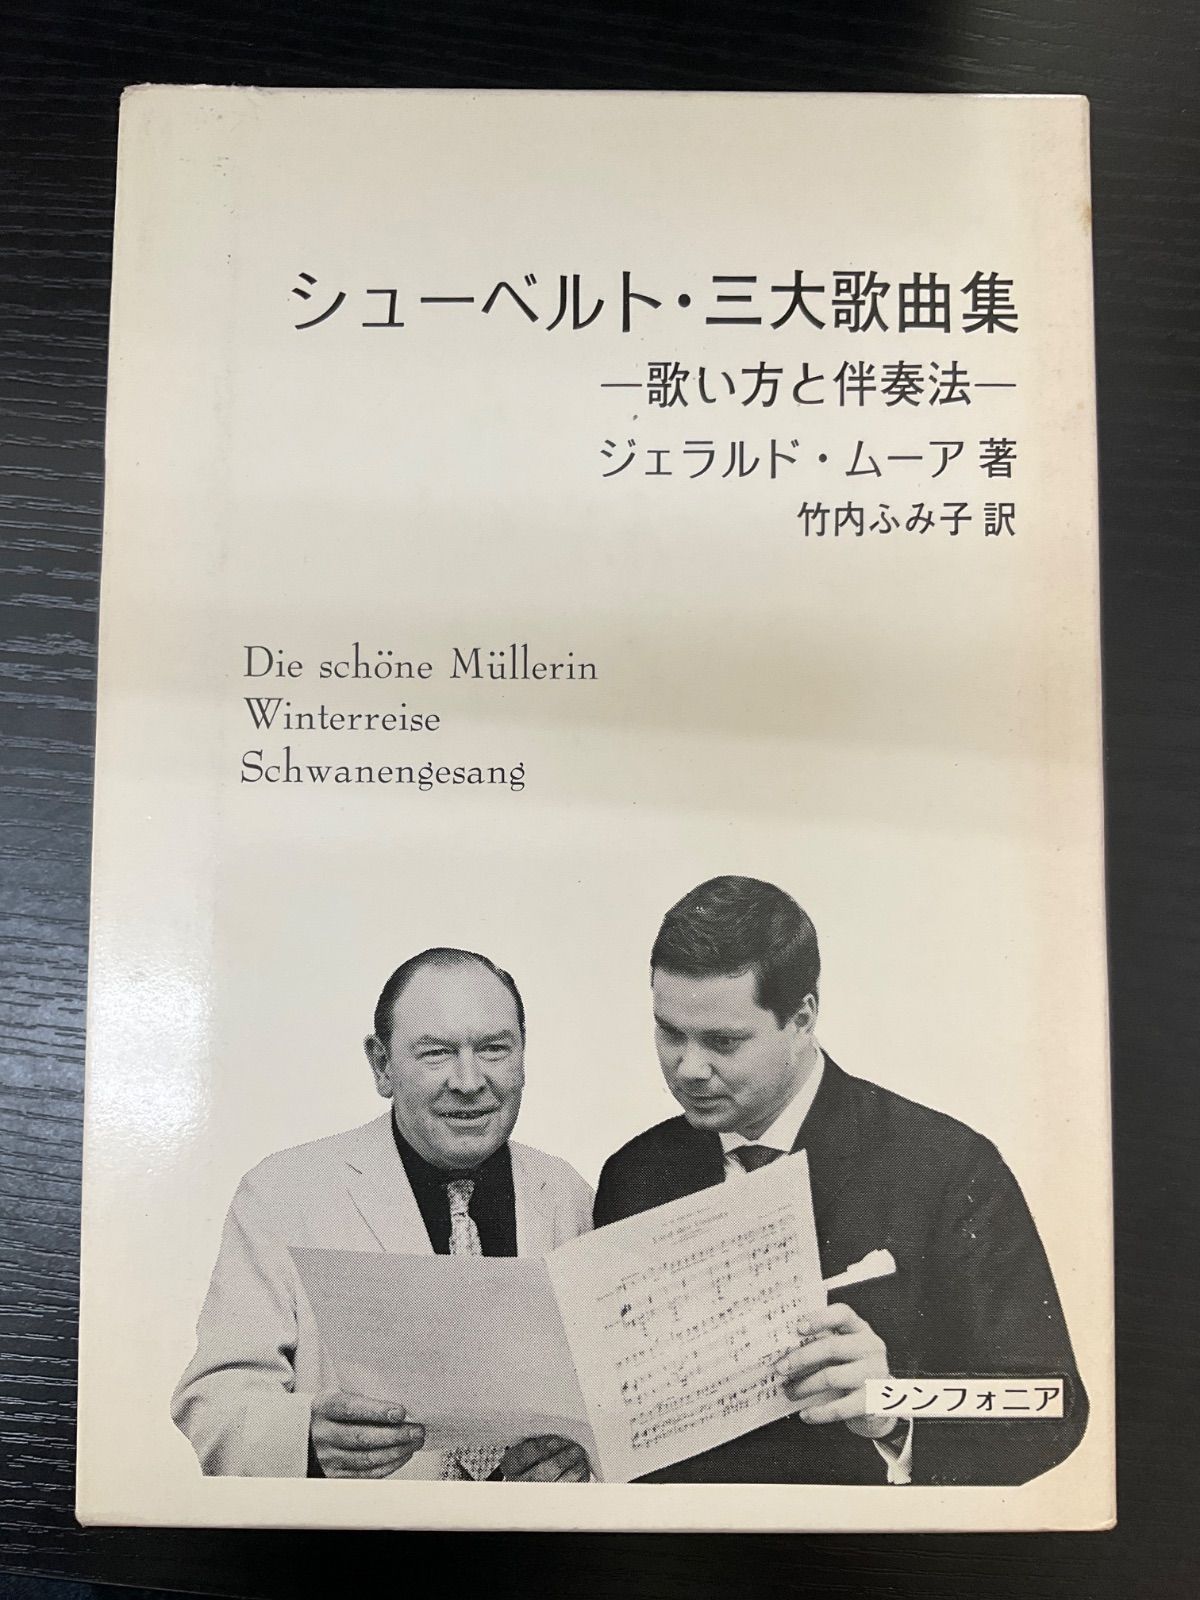 シューベルト・三大歌曲集
―歌い方と伴奏法―
ジェラルド・ムーア 著
竹内ふみ子 訳
Die schöne Müllerin
Winterreise
Schwanengesang
シンフォニア